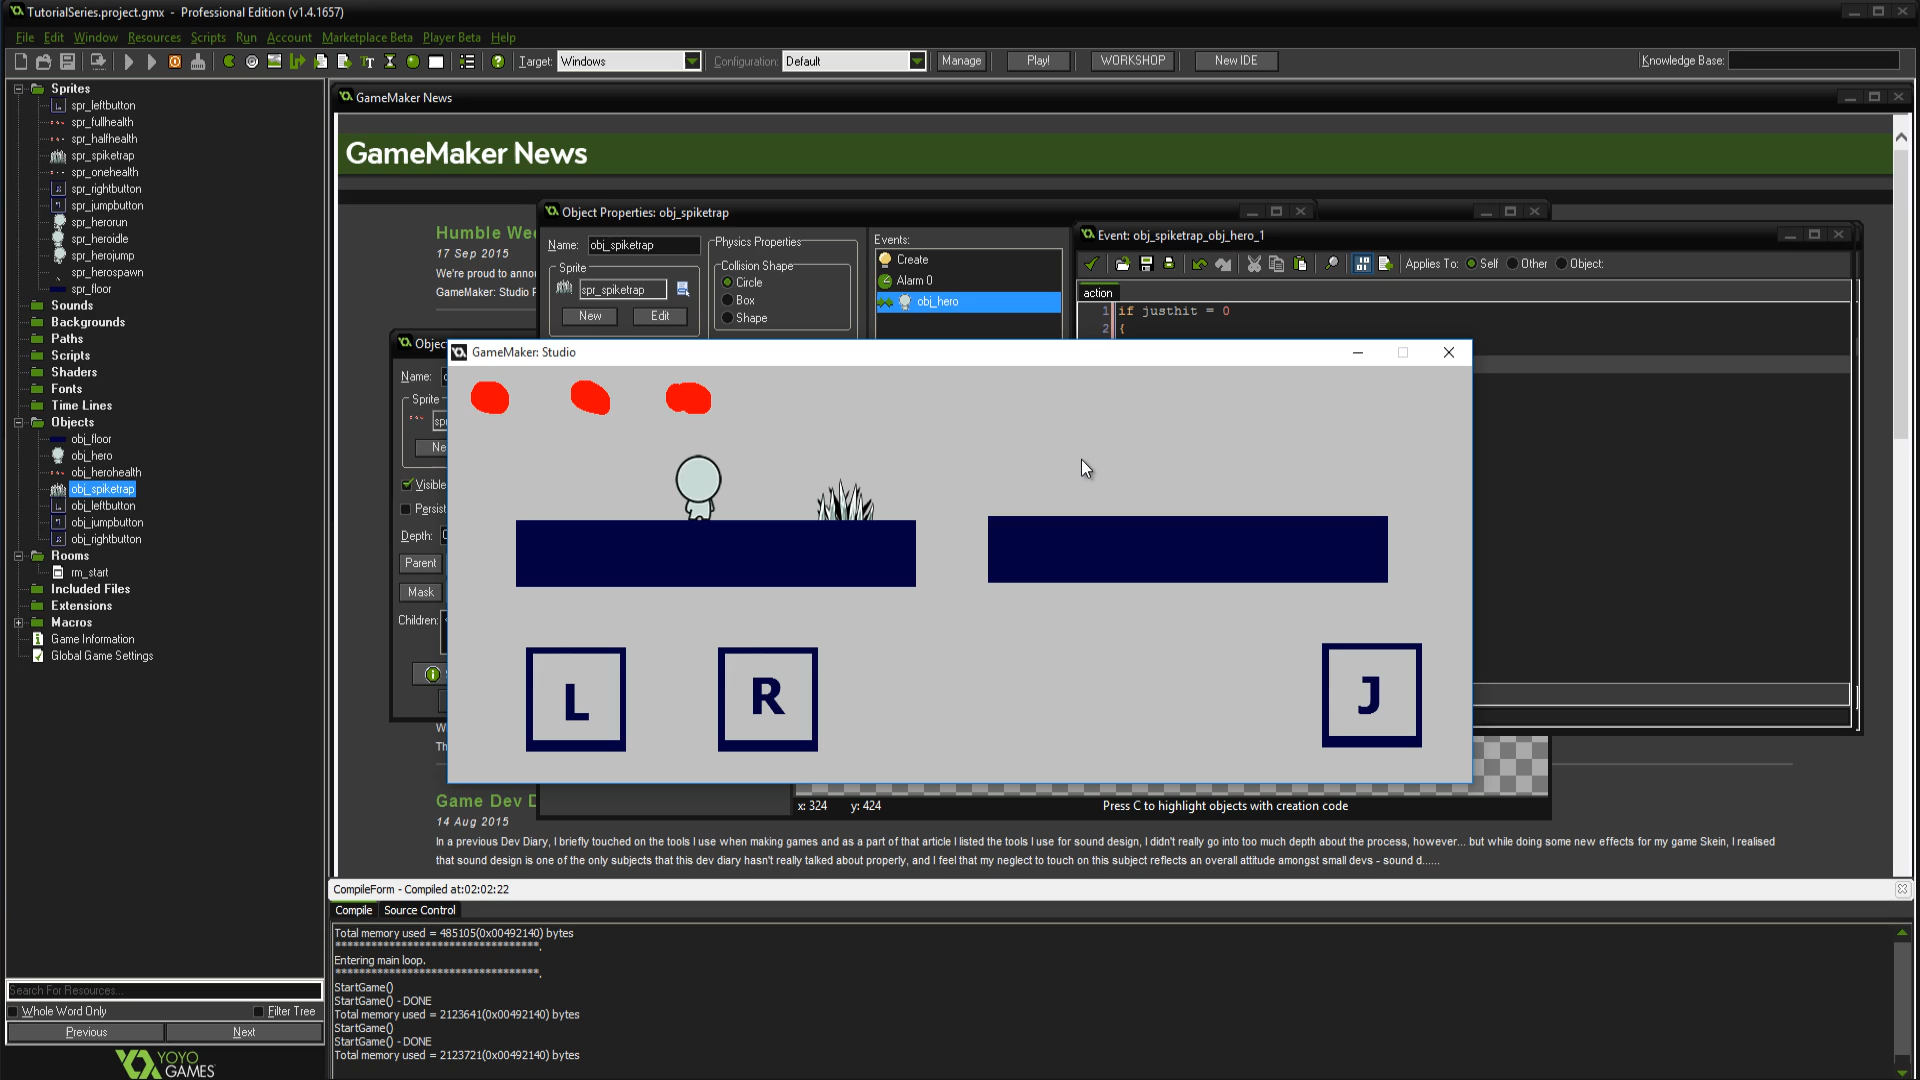 TutorialSeries.project.gmx - Professional Edition (v1.4.1657)
File Edit Window Resources Scripts Run Account Marketplace Beta Player Beta Help
Target: Windows Configuration: Default Manage Play! WORKSHOP New IDE Knowledge Base:
Sprites
spr_leftbutton
spr_fullhealth
spr_halfhealth
spr_spiketrap
spr_onehealth
spr_rightbutton
spr_jumpbutton
spr_herorun
spr_heroidle
spr_herojump
spr_herospawn
spr_floor
Sounds
Backgrounds
Paths
Scripts
Shaders
Fonts
Time Lines
Objects
obj_floor
obj_hero
obj_herohealth
obj_spiketrap
obj_leftbutton
obj_jumpbutton
obj_rightbutton
Rooms
rm_start
Included Files
Extensions
Macros
Game Information
Global Game Settings
Search For Resources...
Whole Word Only Filter Tree
Previous Next
YOYO
GAMES
GameMaker News
GameMaker News
Humble Wee
17 Sep 2015
We're proud to annou
GameMaker: Studio P
Object Properties: obj_spiketrap
Name: obj_spiketrap
Sprite
spr_spiketrap
New Edit
Physics Properties
Collision Shape
Circle
Box
Shape
Events:
Create
Alarm 0
obj_hero
Event: obj_spiketrap_obj_hero_1
Applies To: Self Other Object:
action
1 if justhit = 0
2 {
Objec
Name:
Sprite
spr
Ne
Visible
Persist
Depth: 0
Parent
Mask
Children:
GameMaker: Studio
L
R
J
x: 324 y: 424 Press C to highlight objects with creation code
W
Th
Game Dev D
14 Aug 2015
In a previous Dev Diary, I briefly touched on the tools I use when making games and as a part of that article I listed the tools I use for sound design, I didn't really go into too much depth about the process, however... but while doing some new effects for my game Skein, I realised
that sound design is one of the only subjects that this dev diary hasn't really talked about properly, and I feel that my neglect to touch on this subject reflects an overall attitude amongst small devs - sound d......
CompileForm - Compiled at:02:02:22
Compile Source Control
Total memory used = 485105(0x00492140) bytes
**********************************.
Entering main loop.
**********************************.
StartGame()
StartGame() - DONE
Total memory used = 2123641(0x00492140) bytes
StartGame()
StartGame() - DONE
Total memory used = 2123721(0x00492140) bytes